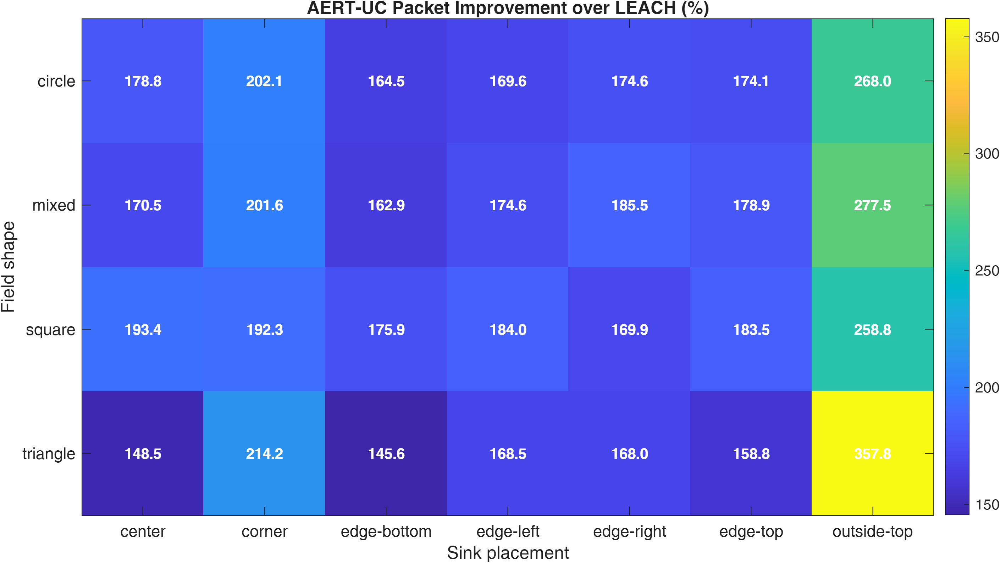 AERT-UC Packet Improvement over LEACH (%)
circle 178.8 202.1 164.5 169.6 174.6 174.1 268.0
mixed 170.5 201.6 162.9 174.6 185.5 178.9 277.5
square 193.4 192.3 175.9 184.0 169.9 183.5 258.8
triangle 148.5 214.2 145.6 168.5 168.0 158.8 357.8
center corner edge-bottom edge-left edge-right edge-top outside-top
Sink placement
Field shape
350
300
250
200
150